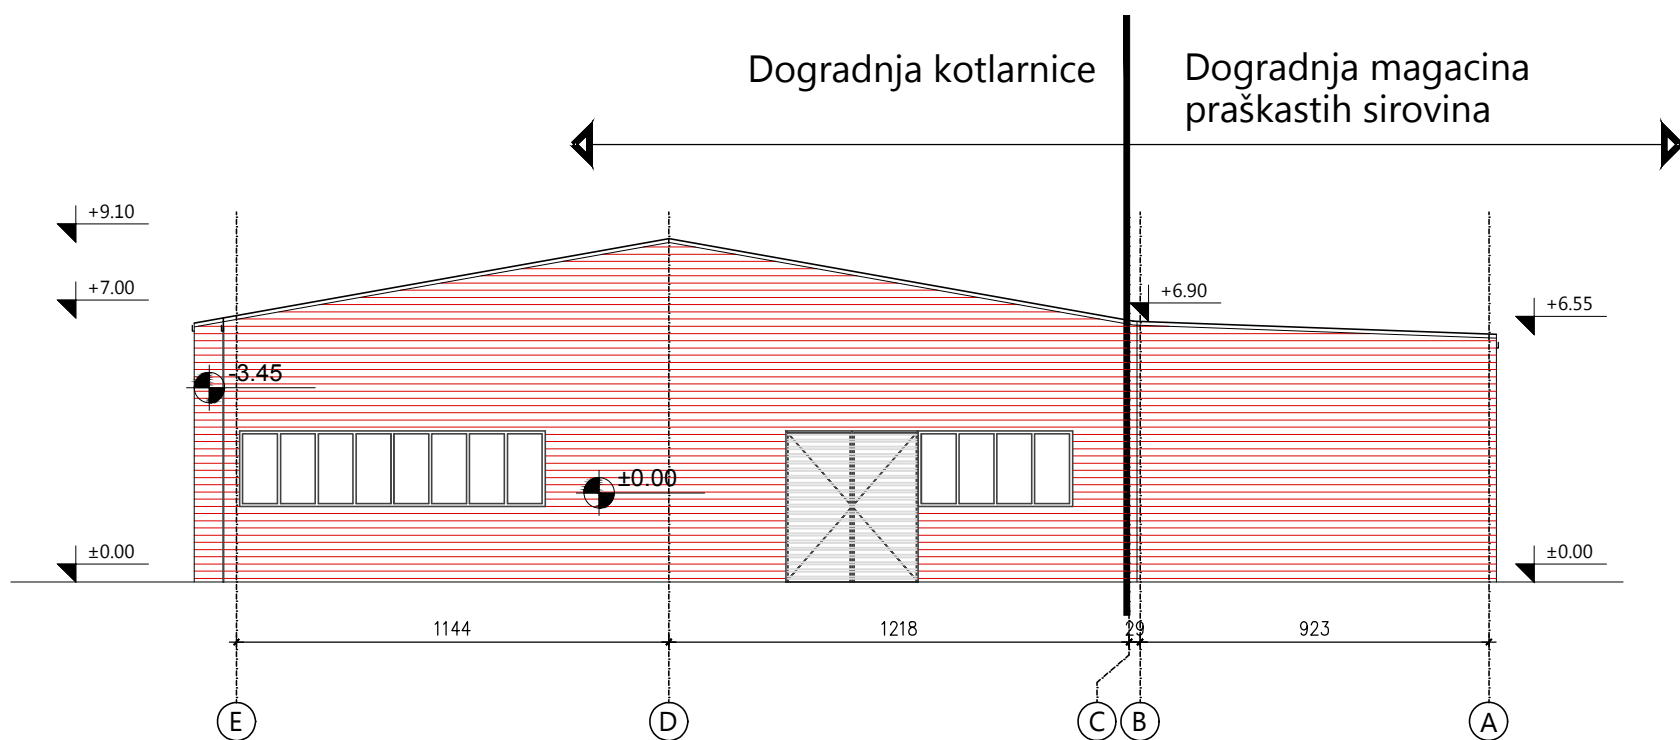 Dogradnja kotlarnice
Dogradnja magacina
praškastih sirovina
+9.10
+7.00
+6.90
+6.55
-3.45
±0.00
±0.00
±0.00
1144
1218
29
923
E
D
C
B
A